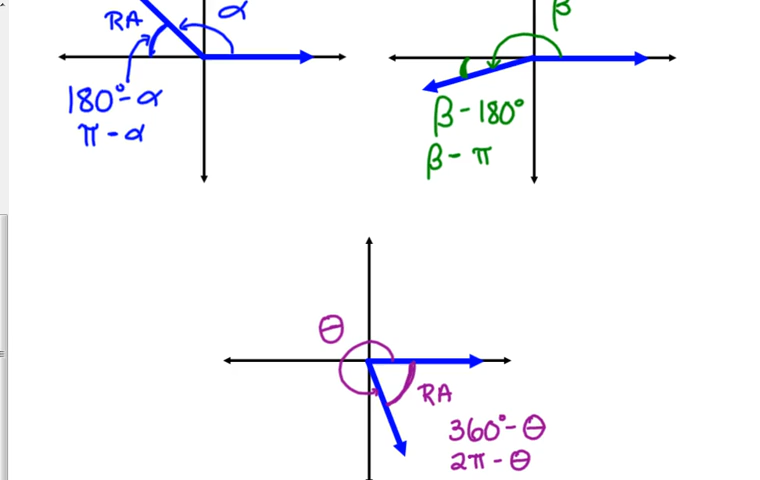 α
RA
180° - α
π - α
β
β - 180°
β - π
θ
RA
360° - θ
2π - θ